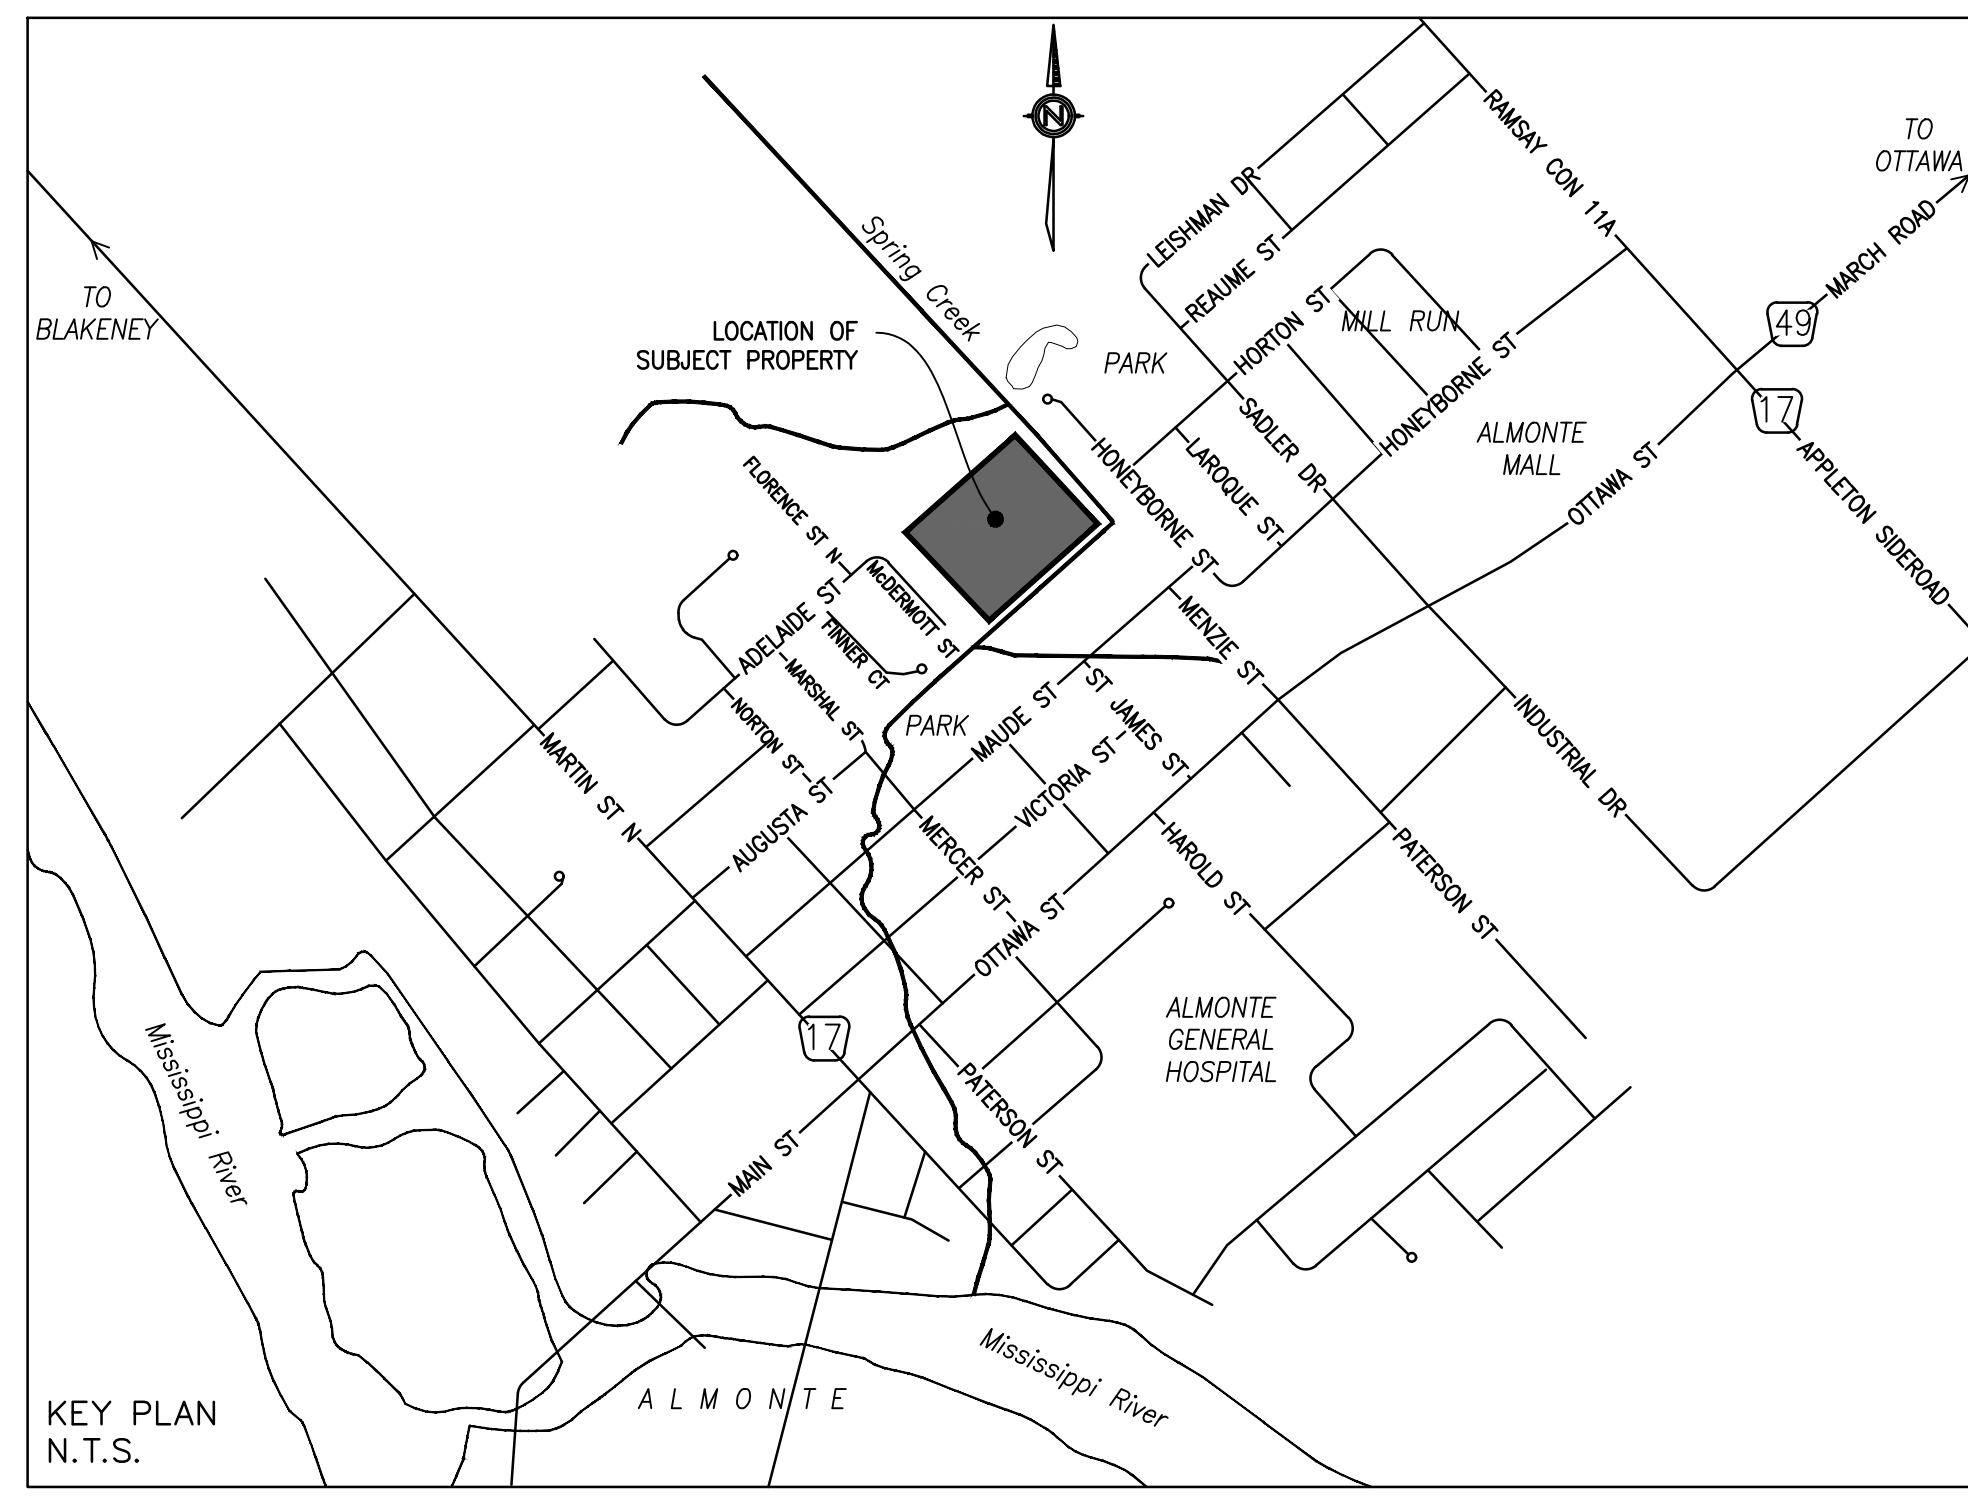 N
TO
OTTAWA
RAMSAY CON 11A
MARCH ROAD
LEISHMAN DR
Spring Creek
REAUME ST
TO
BLAKENEY
HORTON ST
MILL RUN
49
LOCATION OF
SUBJECT PROPERTY
PARK
HONEYBORNE ST
17
SADLER DR
ALMONTE
MALL
HONEYBORNE ST
LAROQUE ST
OTTAWA ST
APPLETON SIDEROAD
FLORENCE ST N
McDERMOTT ST
ADELAIDE ST
FINNER CT
MENZIE ST
MARSHAL ST
NORTON ST
PARK
MAUDE ST
ST JAMES ST
INDUSTRIAL DR
MARTIN ST N
VICTORIA ST
AUGUSTA ST
MERCER ST
HAROLD ST
PATERSON ST
OTTAWA ST
ALMONTE
GENERAL
HOSPITAL
17
Mississippi River
PATERSON ST
MAIN ST
Mississippi River
ALMONTE
KEY PLAN
N.T.S.